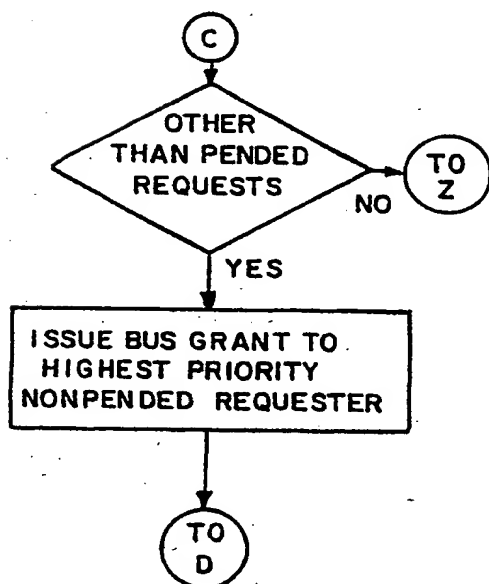 C
OTHER
THAN PENDED
REQUESTS
TO
Z
NO
YES
ISSUE BUS GRANT TO
HIGHEST PRIORITY
NONPENDED REQUESTER
TO
D